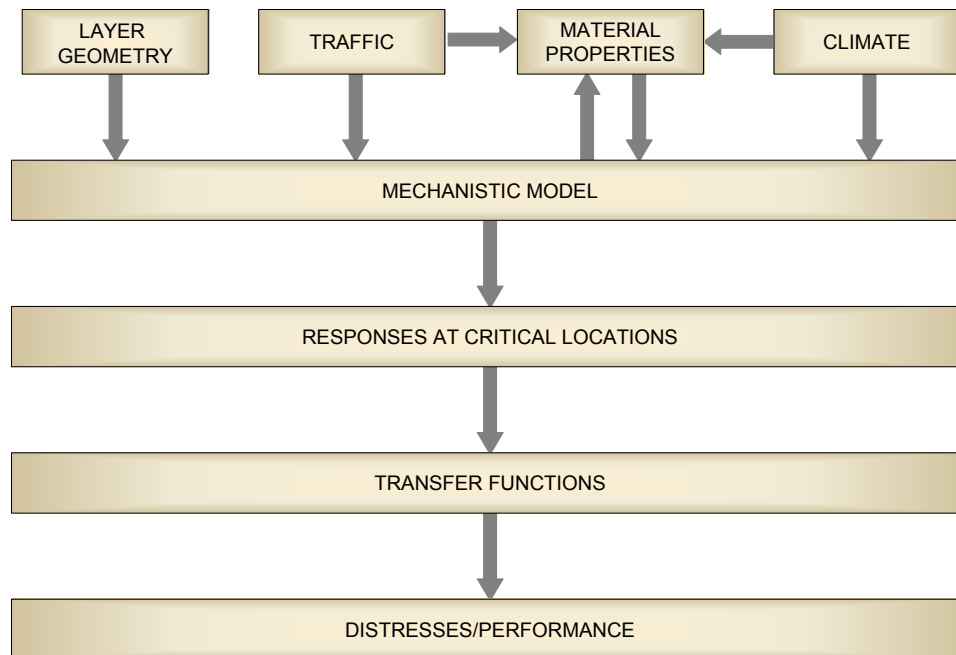 LAYER
GEOMETRY
TRAFFIC
MATERIAL
PROPERTIES
CLIMATE
MECHANISTIC MODEL
RESPONSES AT CRITICAL LOCATIONS
TRANSFER FUNCTIONS
DISTRESSES/PERFORMANCE